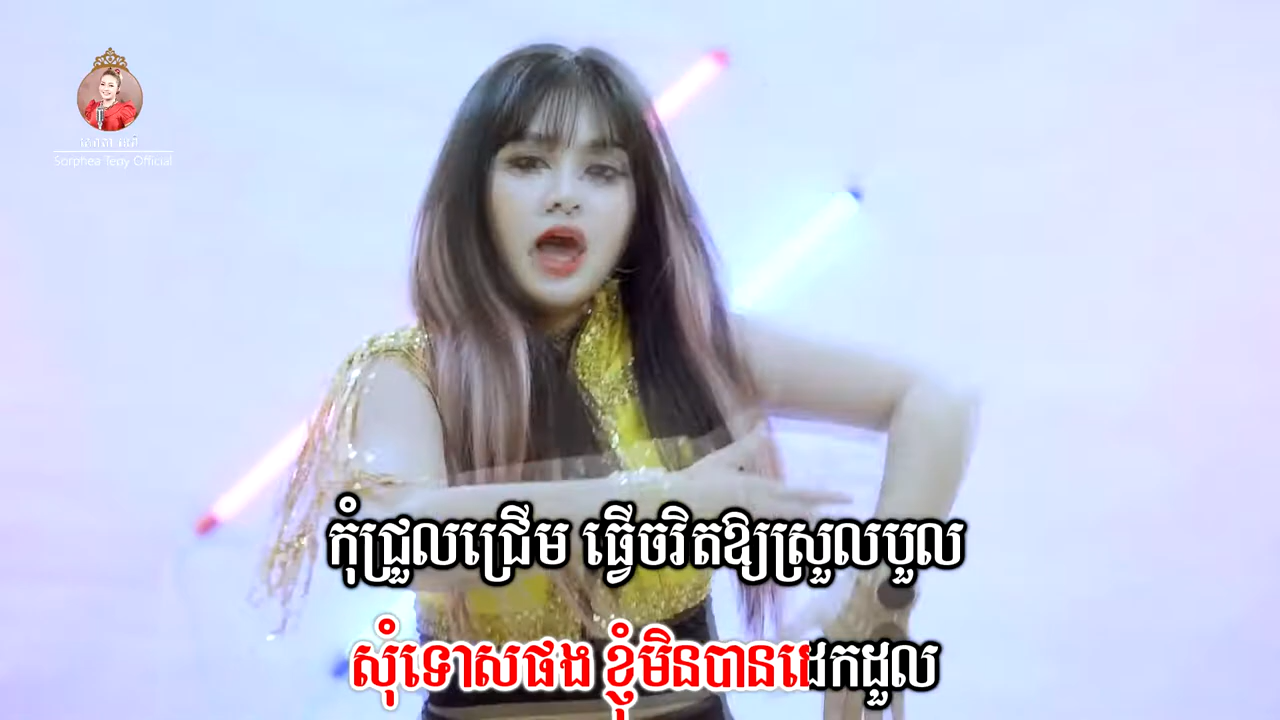 Sorphea Teny Official
កុំជ្រួលជ្រើម ធ្វើចរិតឱ្យស្រួលបួល
សុំទោសផង ខ្ញុំមិនបានដេកដួល